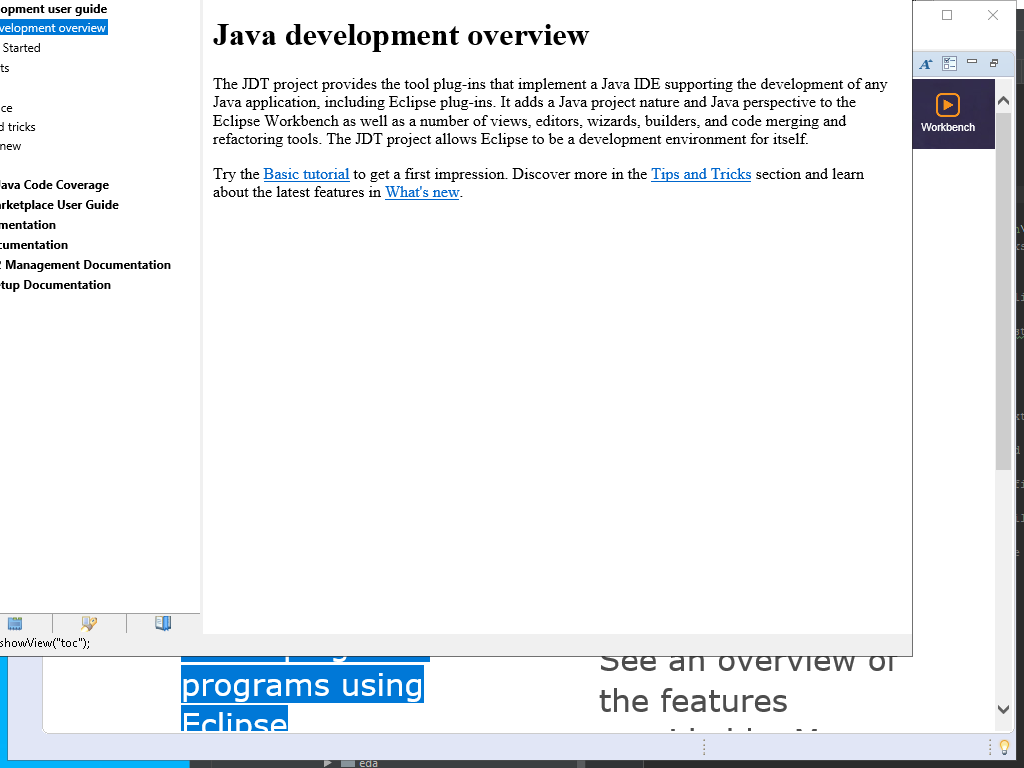 opment user guide
velopment overview
Started
ts
ce
d tricks
new
ava Code Coverage
rketplace User Guide
mentation
cumentation
2 Management Documentation
tup Documentation
showView("toc");
Java development overview
The JDT project provides the tool plug-ins that implement a Java IDE supporting the development of any
Java application, including Eclipse plug-ins. It adds a Java project nature and Java perspective to the
Eclipse Workbench as well as a number of views, editors, wizards, builders, and code merging and
refactoring tools. The JDT project allows Eclipse to be a development environment for itself.
Try the Basic tutorial to get a first impression. Discover more in the Tips and Tricks section and learn
about the latest features in What's new.
Workbench
programs using
Eclipse
See an overview of
the features
eda